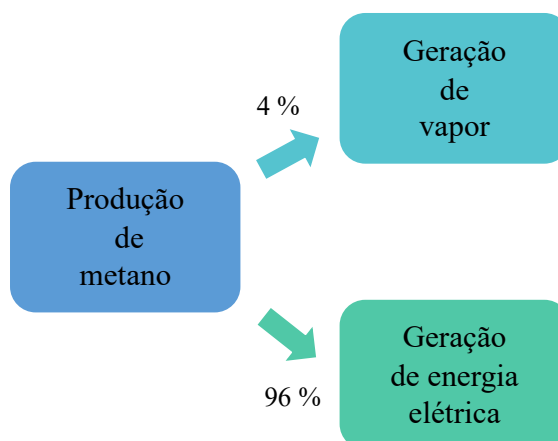 Geração
de
vapor
4 %
Produção
de
metano
Geração
de energia
elétrica
96 %